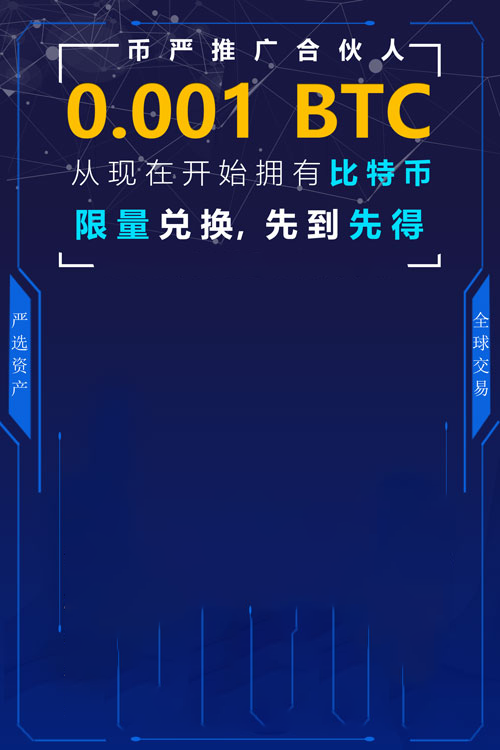 币严推广合伙人
0.001 BTC
从现在开始拥有比特币
限量兑换, 先到先得
严选资产
全球交易